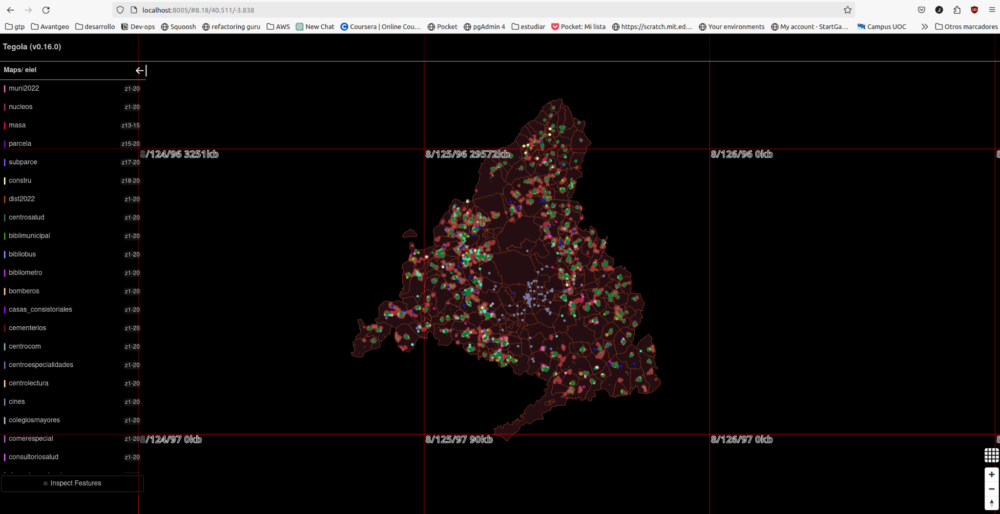 localhost:8005/#8.18/40.511/-3.838
gtp Avantgeo desarrollo Dev-ops Squoosh refactoring guru AWS New Chat Coursera | Online Cou… Pocket pgAdmin 4 estudiar Pocket: Mi lista https://scratch.mit.ed… Your environments My account - StartGa… Campus UOC Otros marcadores
Tegola (v0.16.0)
Maps/ eiel
muni2022 z1-20
nucleos z1-20
masa z13-15
parcela z15-20
8/124/96 3251kb 8/125/96 29572kb 8/126/96 0kb 8
subparce z17-20
constru z18-20
dist2022 z1-20
centrosalud z1-20
biblimunicipal z1-20
bibliobus z1-20
bibliometro z1-20
bomberos z1-20
casas_consistoriales z1-20
cementerios z1-20
centrocom z1-20
centroespecialidades z1-20
centrolectura z1-20
cines z1-20
colegiosmayores z1-20
comerespecial z1-20
8/124/97 0kb 8/125/97 90kb 8/126/97 0kb 8
consultoriosalud z1-20
Inspect Features